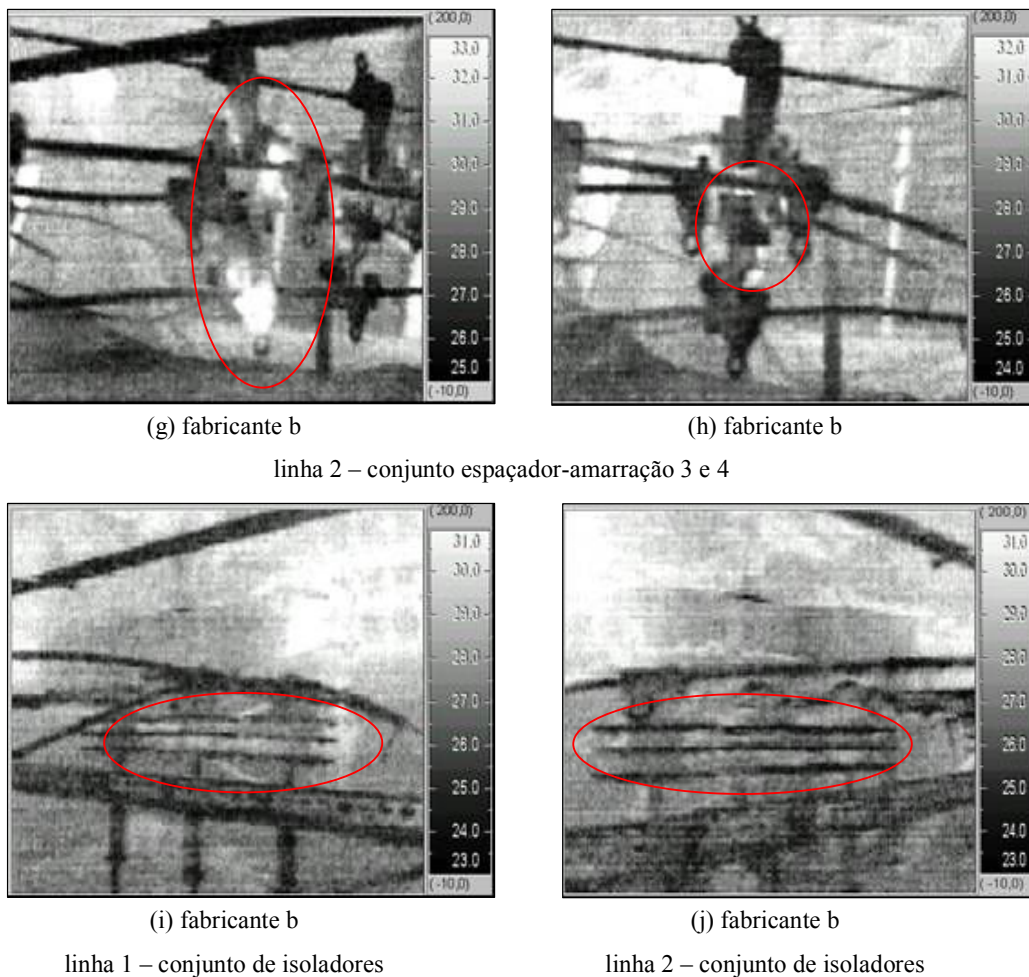 (200,0) (200,0)
33,0 32.0 31.0 30.0 29.0 28.0 27.0 26.0 25.0 (-10,0)
32.0 31.0 30.0 29.0 28.0 27.0 26.0 25.0 24.0 (-10,0)
(g) fabricante b (h) fabricante b
linha 2 – conjunto espaçador-amarração 3 e 4
(200,0) (200,0)
31.0 30.0 29.0 28.0 27.0 26.0 25.0 24.0 23.0 (-10,0)
31.0 30.0 29.0 28.0 27.0 26.0 25.0 24.0 23.0 (-10,0)
(i) fabricante b (j) fabricante b
linha 1 – conjunto de isoladores linha 2 – conjunto de isoladores